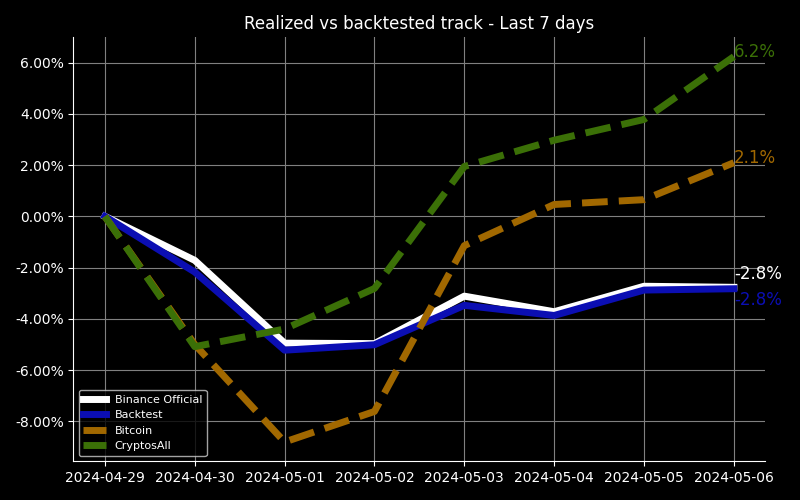 Realized vs backtested track - Last 7 days
6.00%
4.00%
2.00%
0.00%
-2.00%
-4.00%
-6.00%
-8.00%
6.2%
2.1%
-2.8%
-2.8%
Binance Official
Backtest
Bitcoin
CryptosAll
2024-04-29 2024-04-30 2024-05-01 2024-05-02 2024-05-03 2024-05-04 2024-05-05 2024-05-06